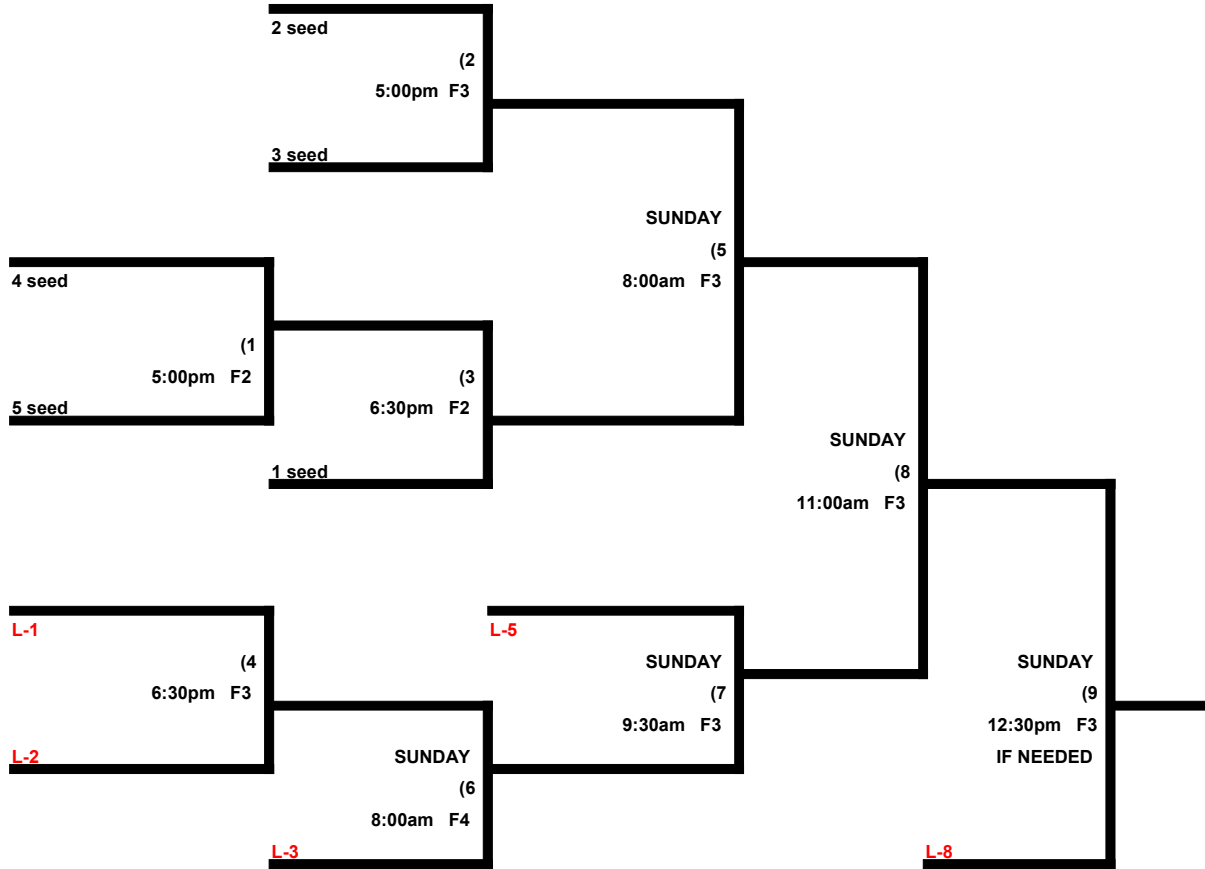 2 seed
(2
5:00pm F3
3 seed
SUNDAY
(5
8:00am F3
4 seed
(1
5:00pm F2
5 seed
(3
6:30pm F2
1 seed
SUNDAY
(8
11:00am F3
L-1
(4
6:30pm F3
L-2
L-5
SUNDAY
(7
9:30am F3
SUNDAY
(6
8:00am F4
L-3
SUNDAY
(9
12:30pm F3
IF NEEDED
L-8